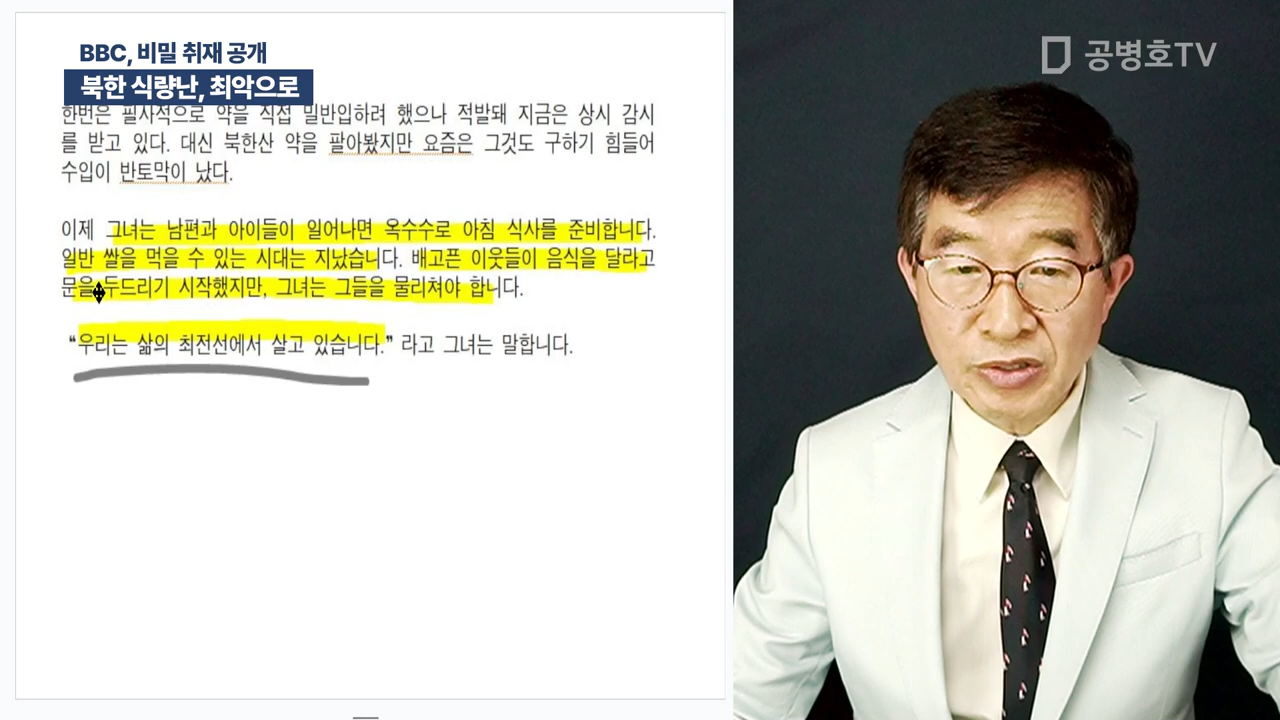 BBC, 비밀 취재 공개
북한 식량난, 최악으로
공병호TV
한번은 필사적으로 약을 직접 밀반입하려 했으나 적발돼 지금은 상시 감시
를 받고 있다. 대신 북한산 약을 팔아봤지만 요즘은 그것도 구하기 힘들어
수입이 반토막이 났다.
이제 그녀는 남편과 아이들이 일어나면 옥수수로 아침 식사를 준비합니다.
일반 쌀을 먹을 수 있는 시대는 지났습니다. 배고픈 이웃들이 음식을 달라고
문을 두드리기 시작했지만, 그녀는 그들을 물리쳐야 합니다.
“우리는 삶의 최전선에서 살고 있습니다.” 라고 그녀는 말합니다.